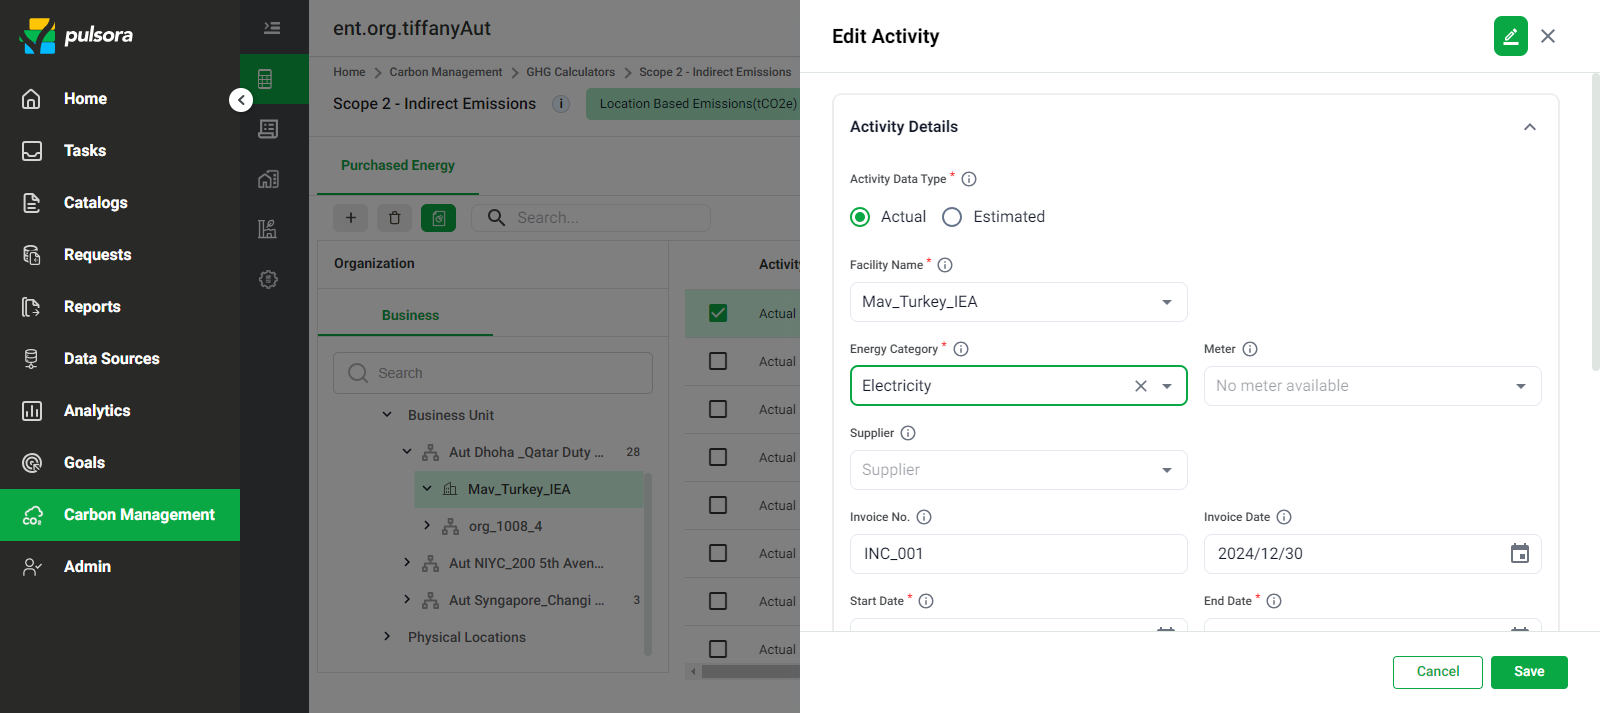 pulsora
Home
Tasks
Catalogs
Requests
Reports
Data Sources
Analytics
Goals
Carbon Management
Admin
ent.org.tiffanyAut
Home > Carbon Management > GHG Calculators > Scope 2 - Indirect Emissions
Scope 2 - Indirect Emissions
Location Based Emissions(tCO2e)
Purchased Energy
Search...
Organization
Business
Search
Business Unit
Aut Dhoha _Qatar Duty ... 28
Mav_Turkey_IEA
org_1008_4
Aut NIYC_200 5th Aven...
Aut Syngapore_Changi ... 3
Physical Locations
Activity
Actual
Actual
Actual
Actual
Actual
Actual
Actual
Actual
Edit Activity
Activity Details
Activity Data Type *
Actual Estimated
Facility Name *
Mav_Turkey_IEA
Energy Category * Meter
Electricity No meter available
Supplier
Supplier
Invoice No. Invoice Date
INC_001 2024/12/30
Start Date * End Date *
Cancel Save